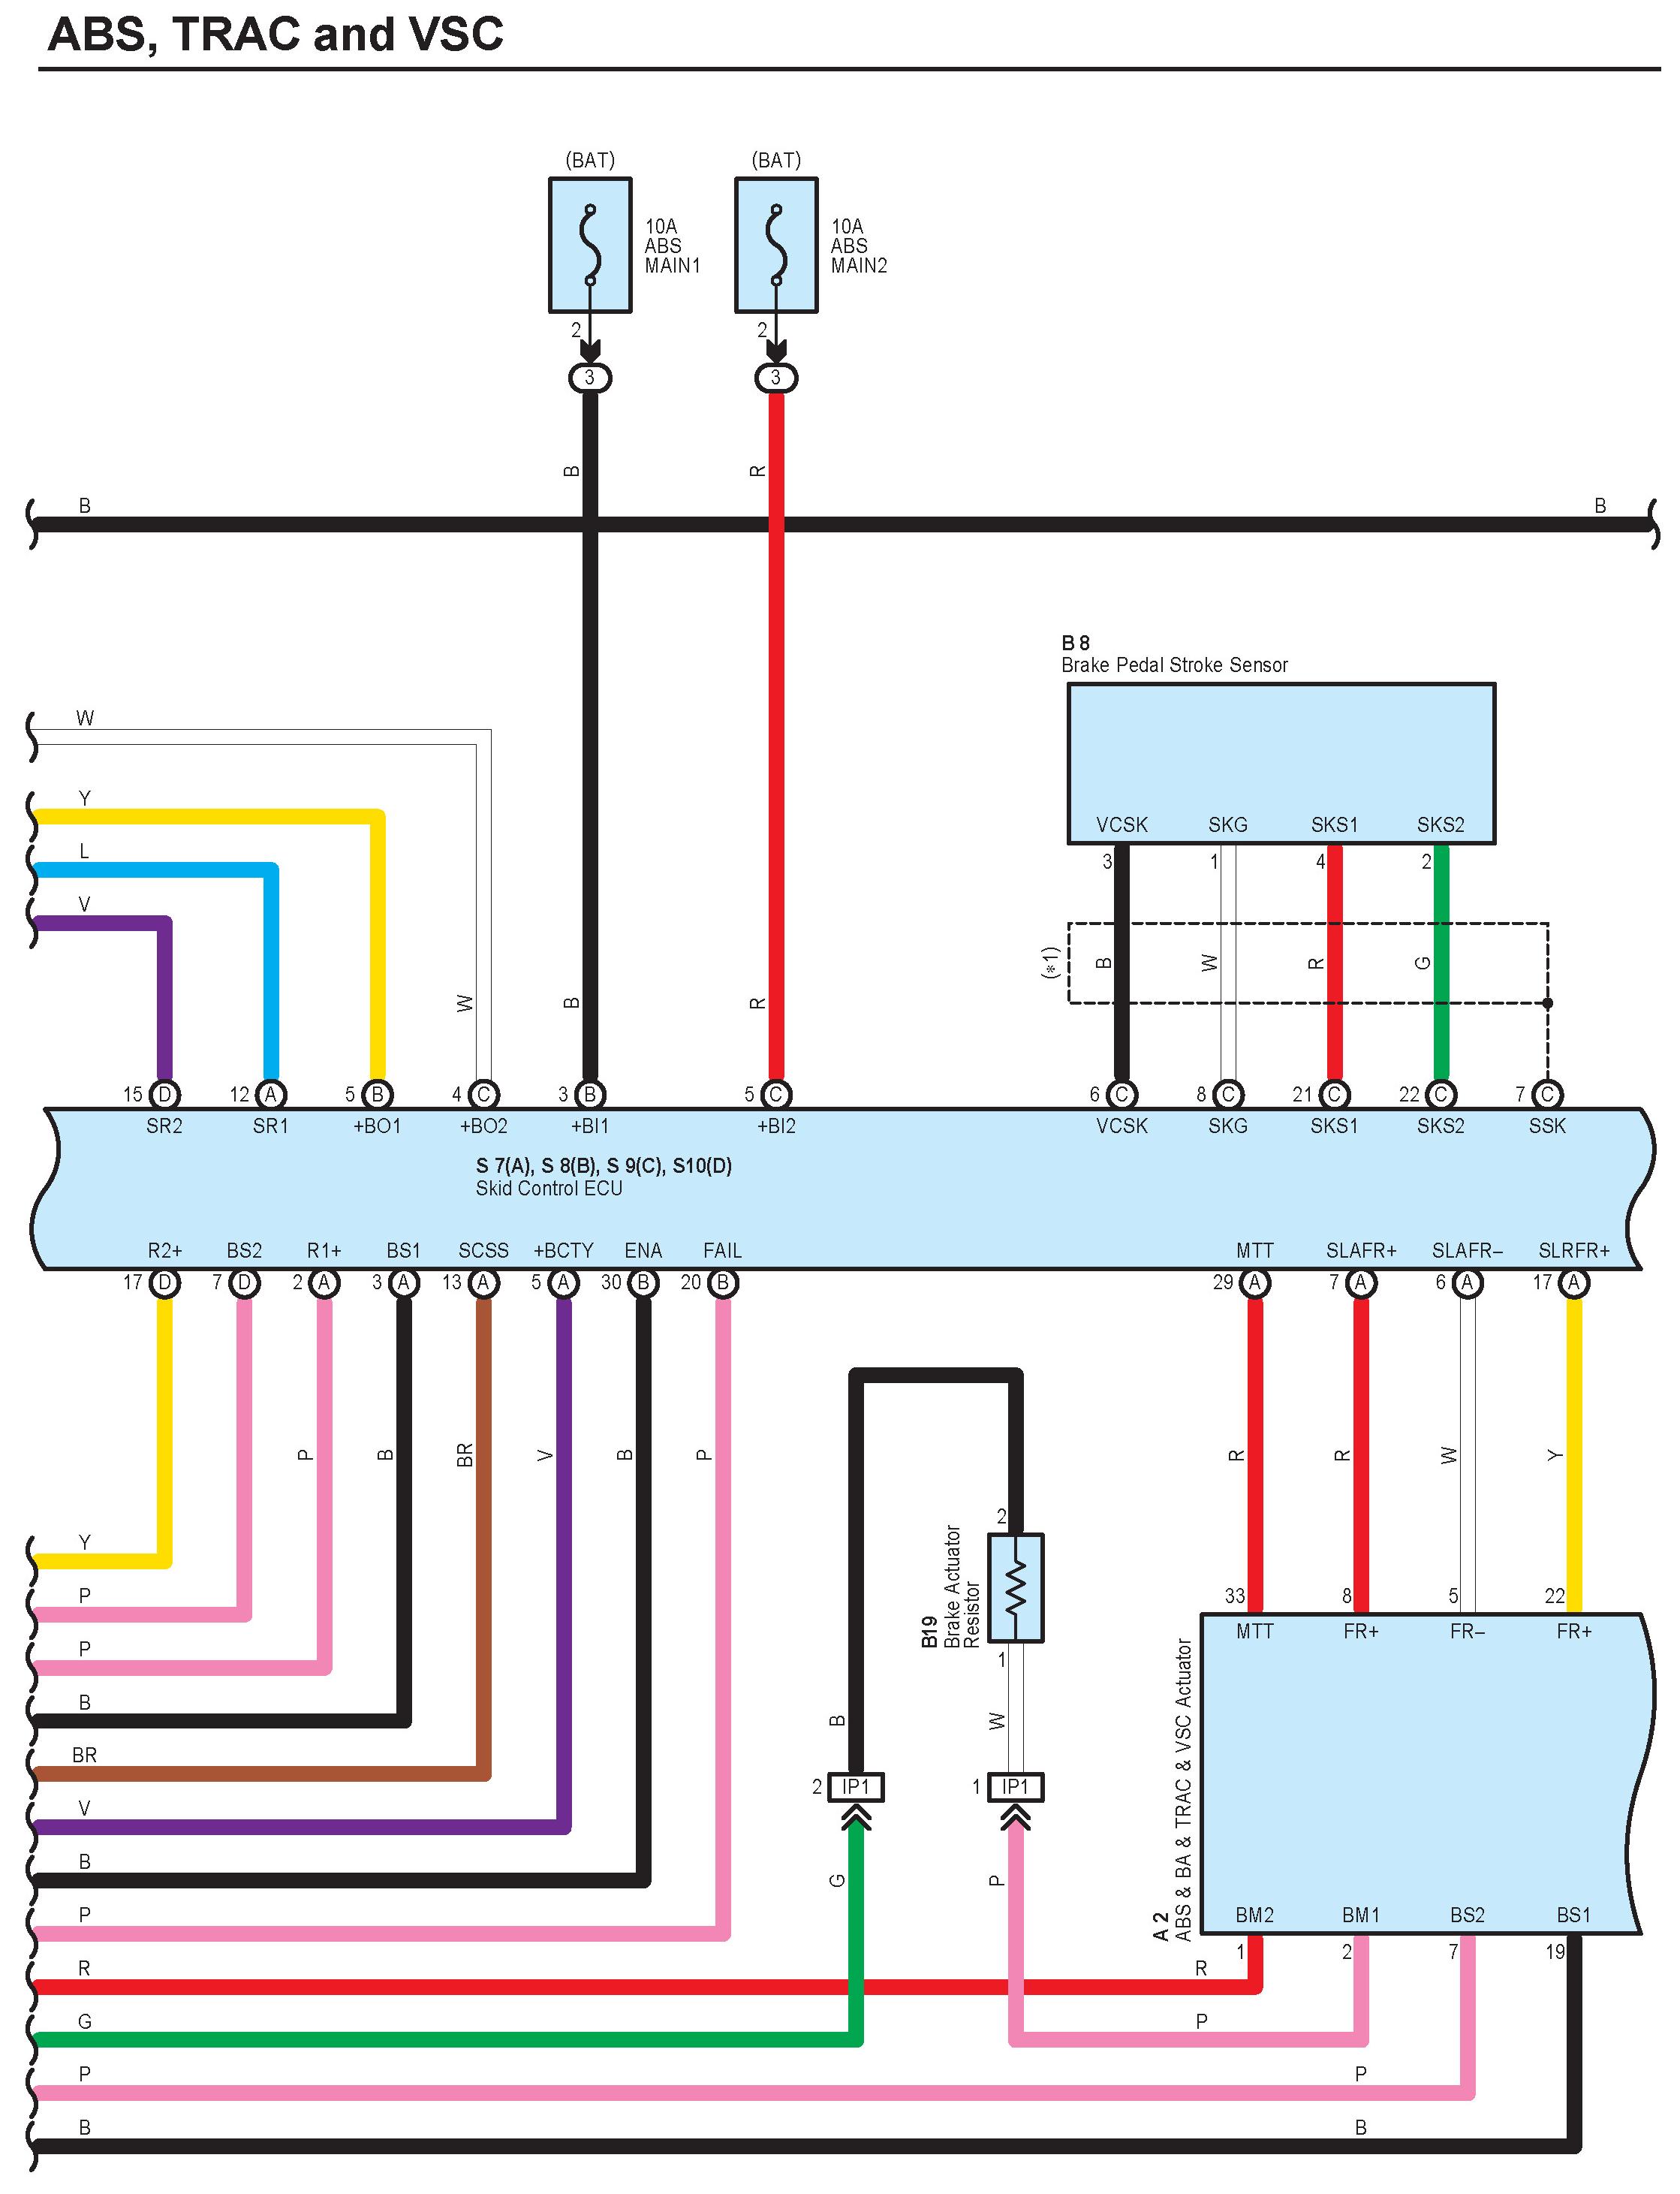 ABS, TRAC and VSC
(BAT) (BAT)
10A
ABS
MAIN1
10A
ABS
MAIN2
2 2
3 3
B R
B B
B 8
Brake Pedal Stroke Sensor
W
Y
L
V
VCSK SKG SKS1 SKS2
3 1 4 2
(*1)
B W R G
W B R
15 D 12 A 5 B 4 C 3 B 5 C 6 C 8 C 21 C 22 C 7 C
SR2 SR1 +BO1 +BO2 +BI1 +BI2 VCSK SKG SKS1 SKS2 SSK
S 7(A), S 8(B), S 9(C), S10(D)
Skid Control ECU
R2+ BS2 R1+ BS1 SCSS +BCTY ENA FAIL MTT SLAFR+ SLAFR– SLRFR+
17 D 7 D 2 A 3 A 13 A 5 A 30 B 20 B 29 A 7 A 6 A 17 A
P B BR V B P R R W Y
2
B19
Brake Actuator
Resistor
1
33 8 5 22
MTT FR+ FR– FR+
Y
P
P
B
BR
V
B
P
R
G
P
B
B W
2 IP1 1 IP1
G P
A 2
ABS & BA & TRAC & VSC Actuator
BM2 BM1 BS2 BS1
1 2 7 19
R
P
P
B